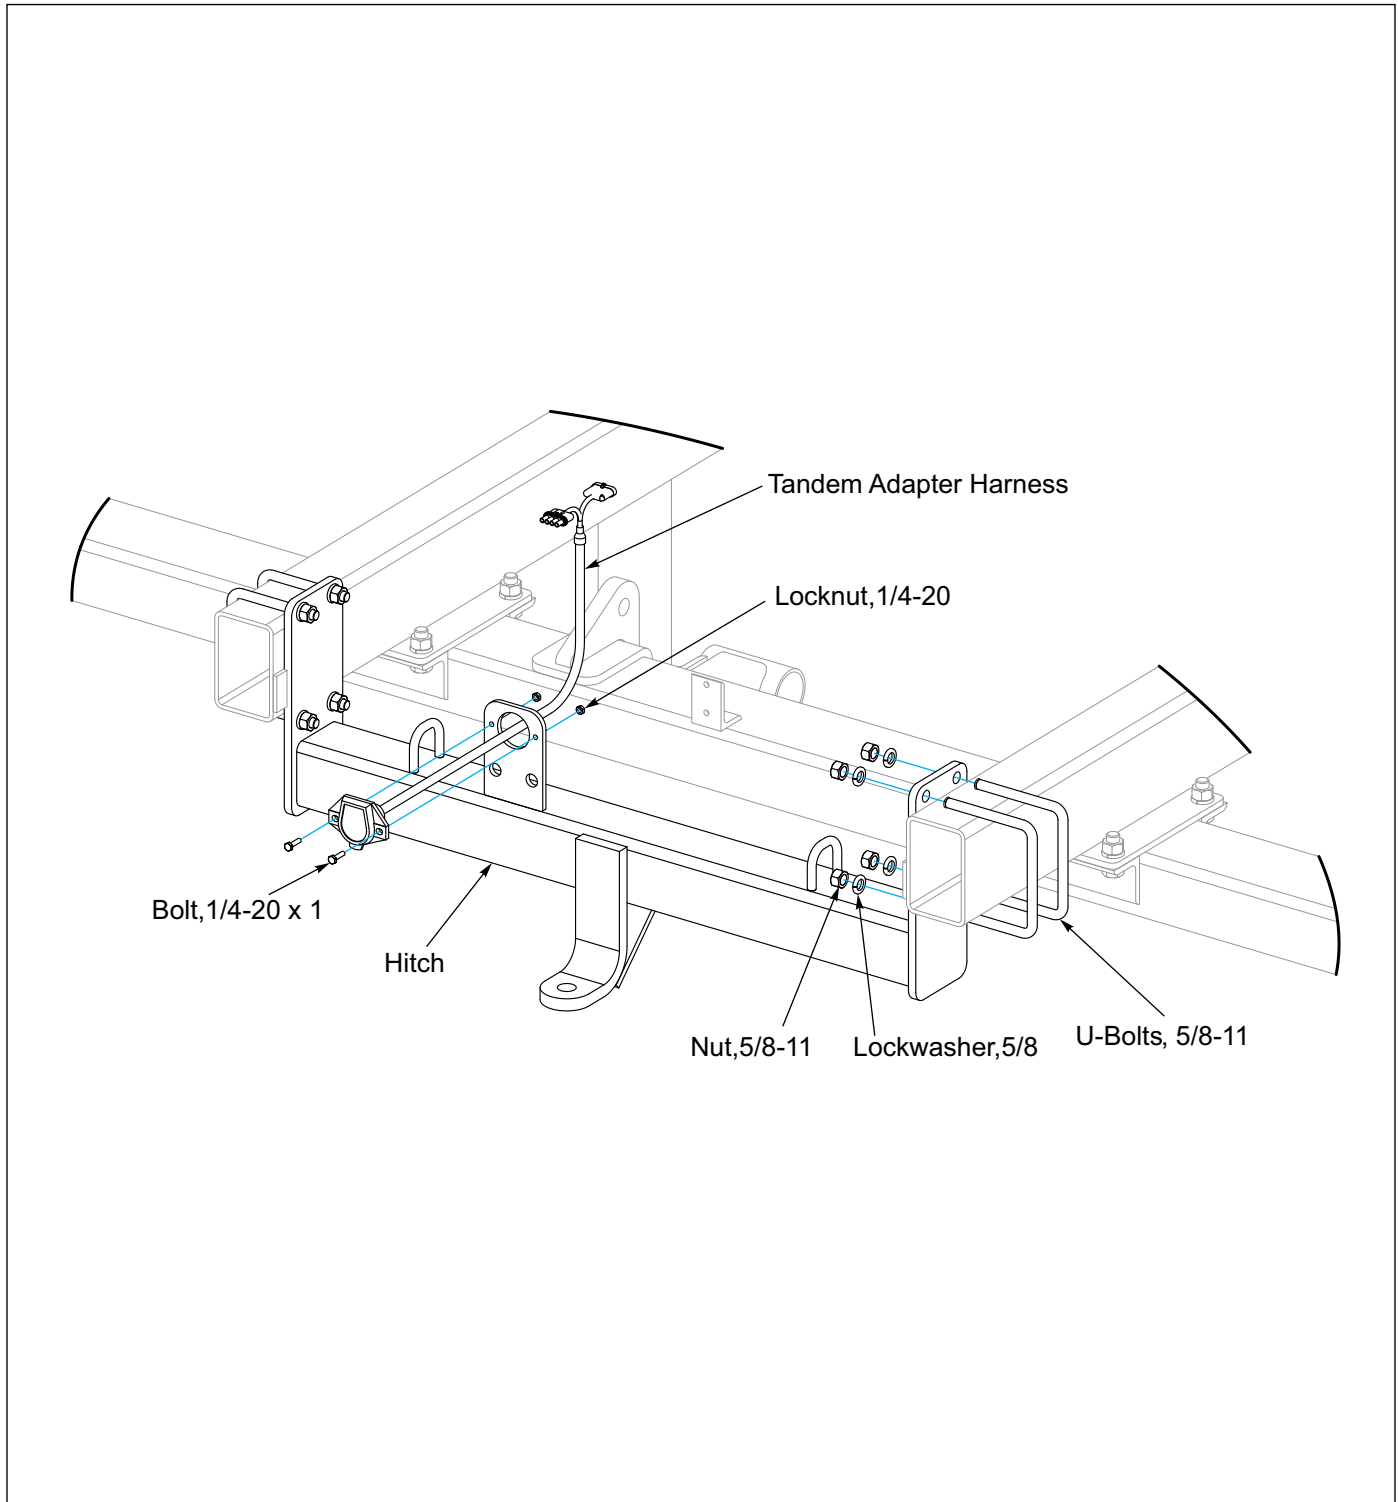 Tandem Adapter Harness
Locknut,1/4-20
Bolt,1/4-20 x 1
Hitch
Nut,5/8-11
Lockwasher,5/8
U-Bolts, 5/8-11